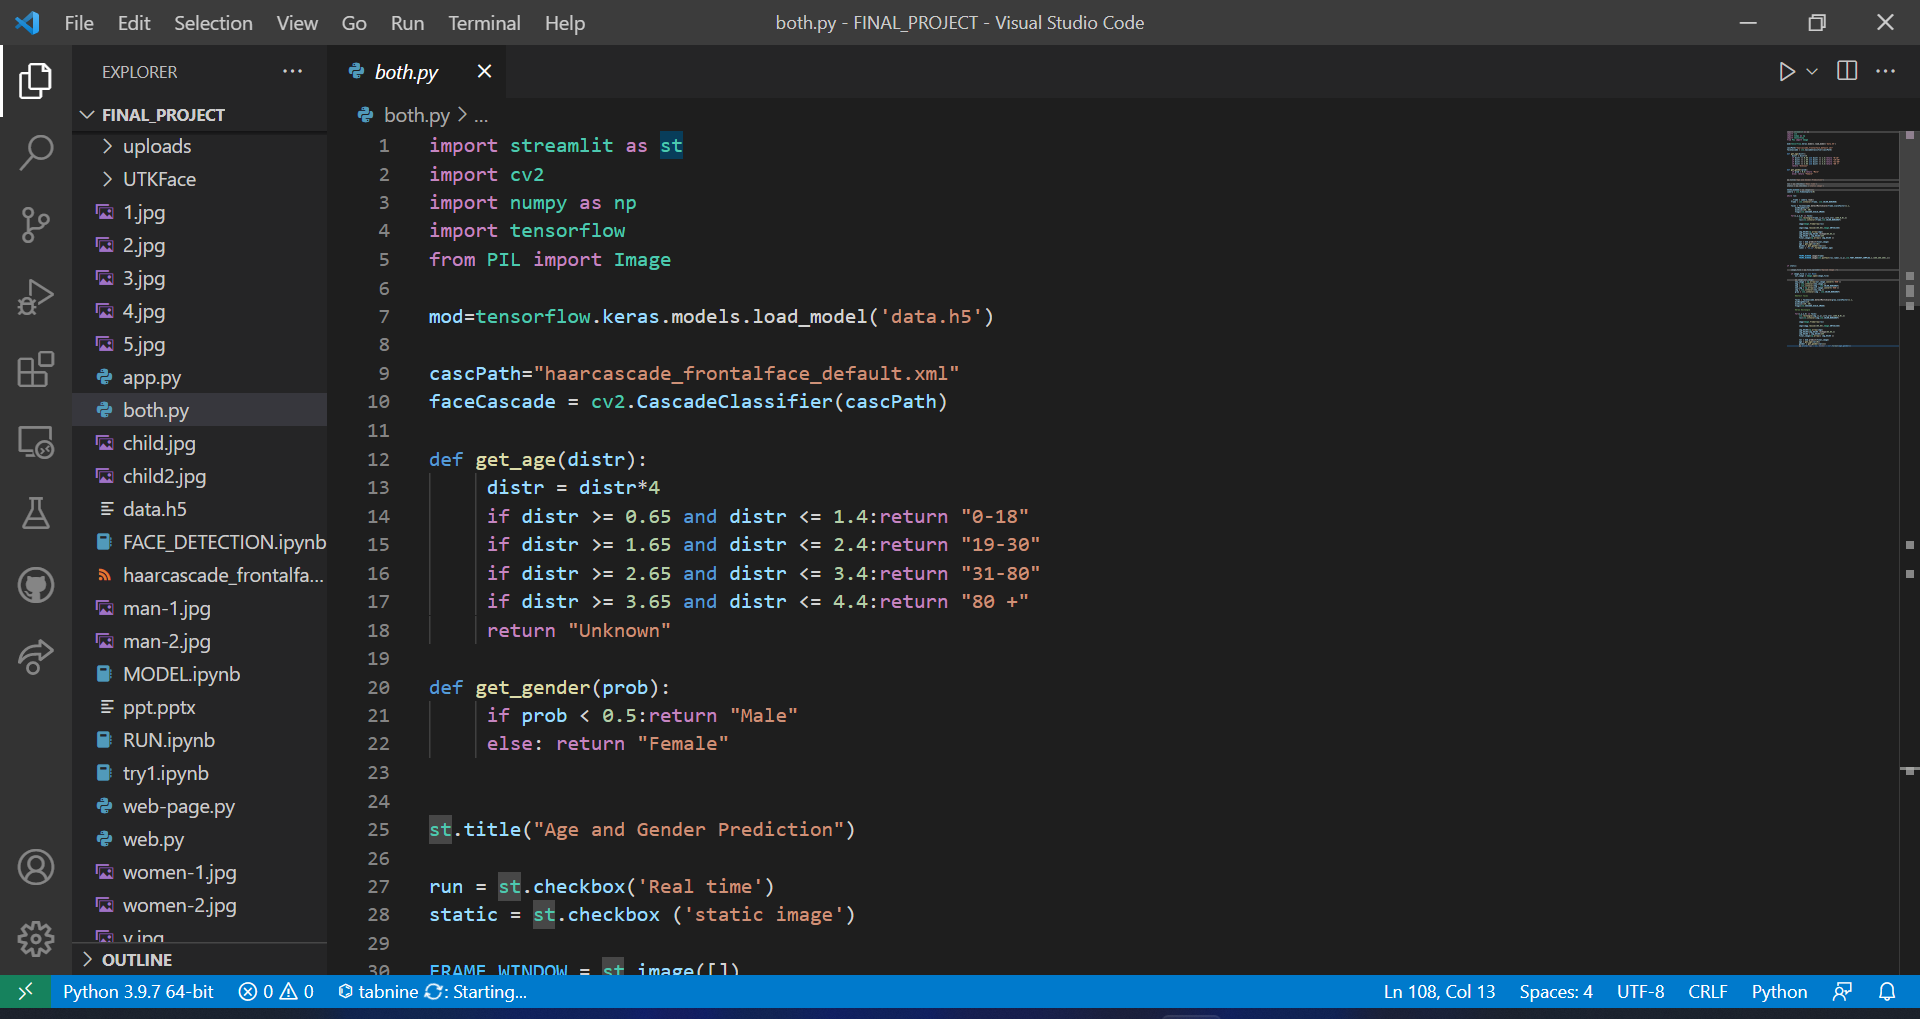 File Edit Selection View Go Run Terminal Help
both.py - FINAL_PROJECT - Visual Studio Code
EXPLORER
FINAL_PROJECT
uploads
UTKFace
1.jpg
2.jpg
3.jpg
4.jpg
5.jpg
app.py
both.py
child.jpg
child2.jpg
data.h5
FACE_DETECTION.ipynb
haarcascade_frontalfa...
man-1.jpg
man-2.jpg
MODEL.ipynb
ppt.pptx
RUN.ipynb
try1.ipynb
web-page.py
web.py
women-1.jpg
women-2.jpg
OUTLINE
both.py
both.py > ...
1 import streamlit as st
2 import cv2
3 import numpy as np
4 import tensorflow
5 from PIL import Image
6
7 mod=tensorflow.keras.models.load_model('data.h5')
8
9 cascPath="haarcascade_frontalface_default.xml"
10 faceCascade = cv2.CascadeClassifier(cascPath)
11
12 def get_age(distr):
13 distr = distr*4
14 if distr >= 0.65 and distr <= 1.4:return "0-18"
15 if distr >= 1.65 and distr <= 2.4:return "19-30"
16 if distr >= 2.65 and distr <= 3.4:return "31-80"
17 if distr >= 3.65 and distr <= 4.4:return "80 +"
18 return "Unknown"
19
20 def get_gender(prob):
21 if prob < 0.5:return "Male"
22 else: return "Female"
23
24
25 st.title("Age and Gender Prediction")
26
27 run = st.checkbox('Real time')
28 static = st.checkbox ('static image')
29
30 FRAME_WINDOW = st.image([])
Python 3.9.7 64-bit 0 0 tabnine : Starting... Ln 108, Col 13 Spaces: 4 UTF-8 CRLF Python